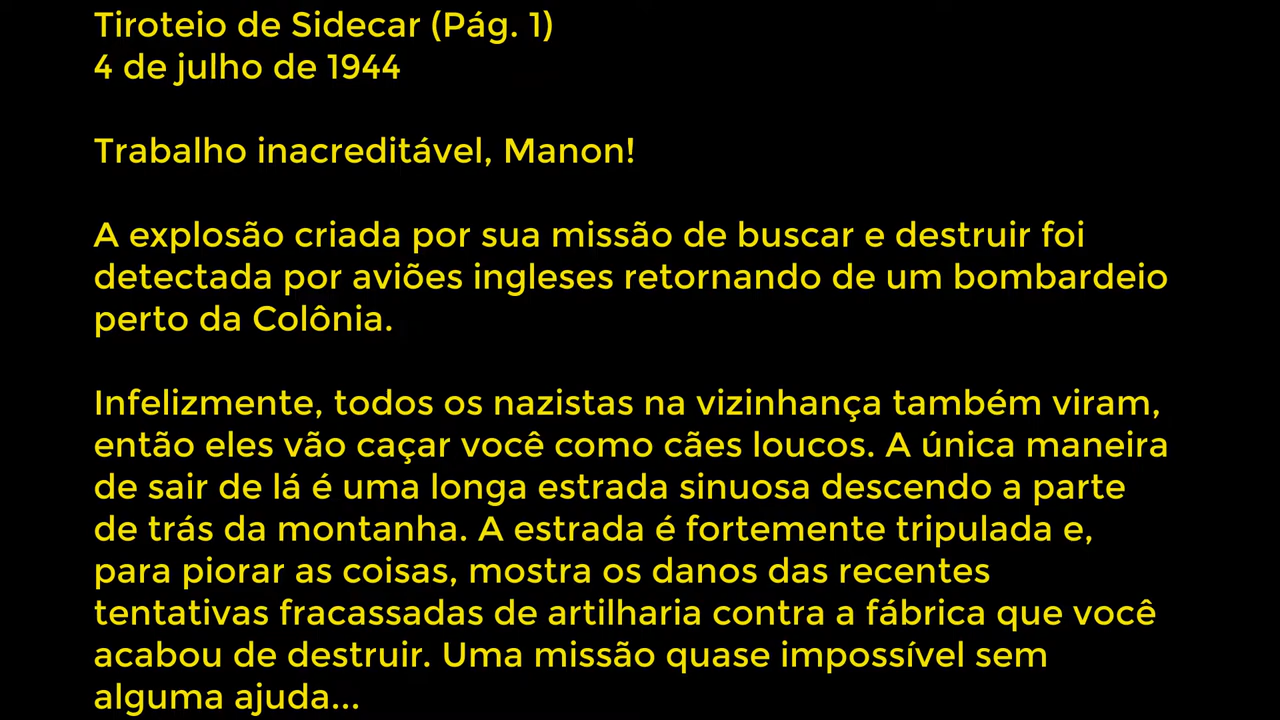 Tiroteio de Sidecar (Pág. 1)
4 de julho de 1944
Trabalho inacreditável, Manon!
A explosão criada por sua missão de buscar e destruir foi
detectada por aviões ingleses retornando de um bombardeio
perto da Colônia.
Infelizmente, todos os nazistas na vizinhança também viram,
então eles vão caçar você como cães loucos. A única maneira
de sair de lá é uma longa estrada sinuosa descendo a parte
de trás da montanha. A estrada é fortemente tripulada e,
para piorar as coisas, mostra os danos das recentes
tentativas fracassadas de artilharia contra a fábrica que você
acabou de destruir. Uma missão quase impossível sem
alguma ajuda...